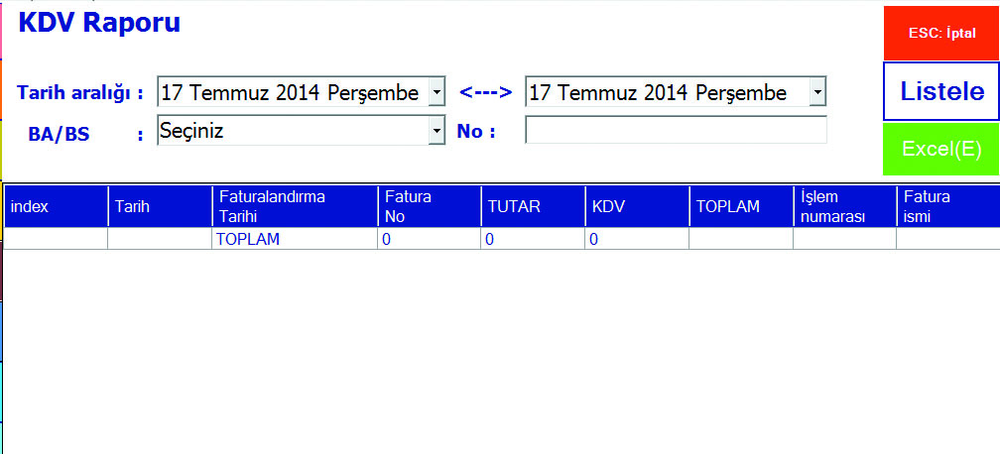 KDV Raporu
ESC: İptal
Tarih aralığı : 17 Temmuz 2014 Perşembe <---> 17 Temmuz 2014 Perşembe
Listele
BA/BS : Seçiniz No :
Excel(E)
index Tarih Faturalandırma Tarihi Fatura No TUTAR KDV TOPLAM İşlem numarası Fatura ismi
TOPLAM 0 0 0